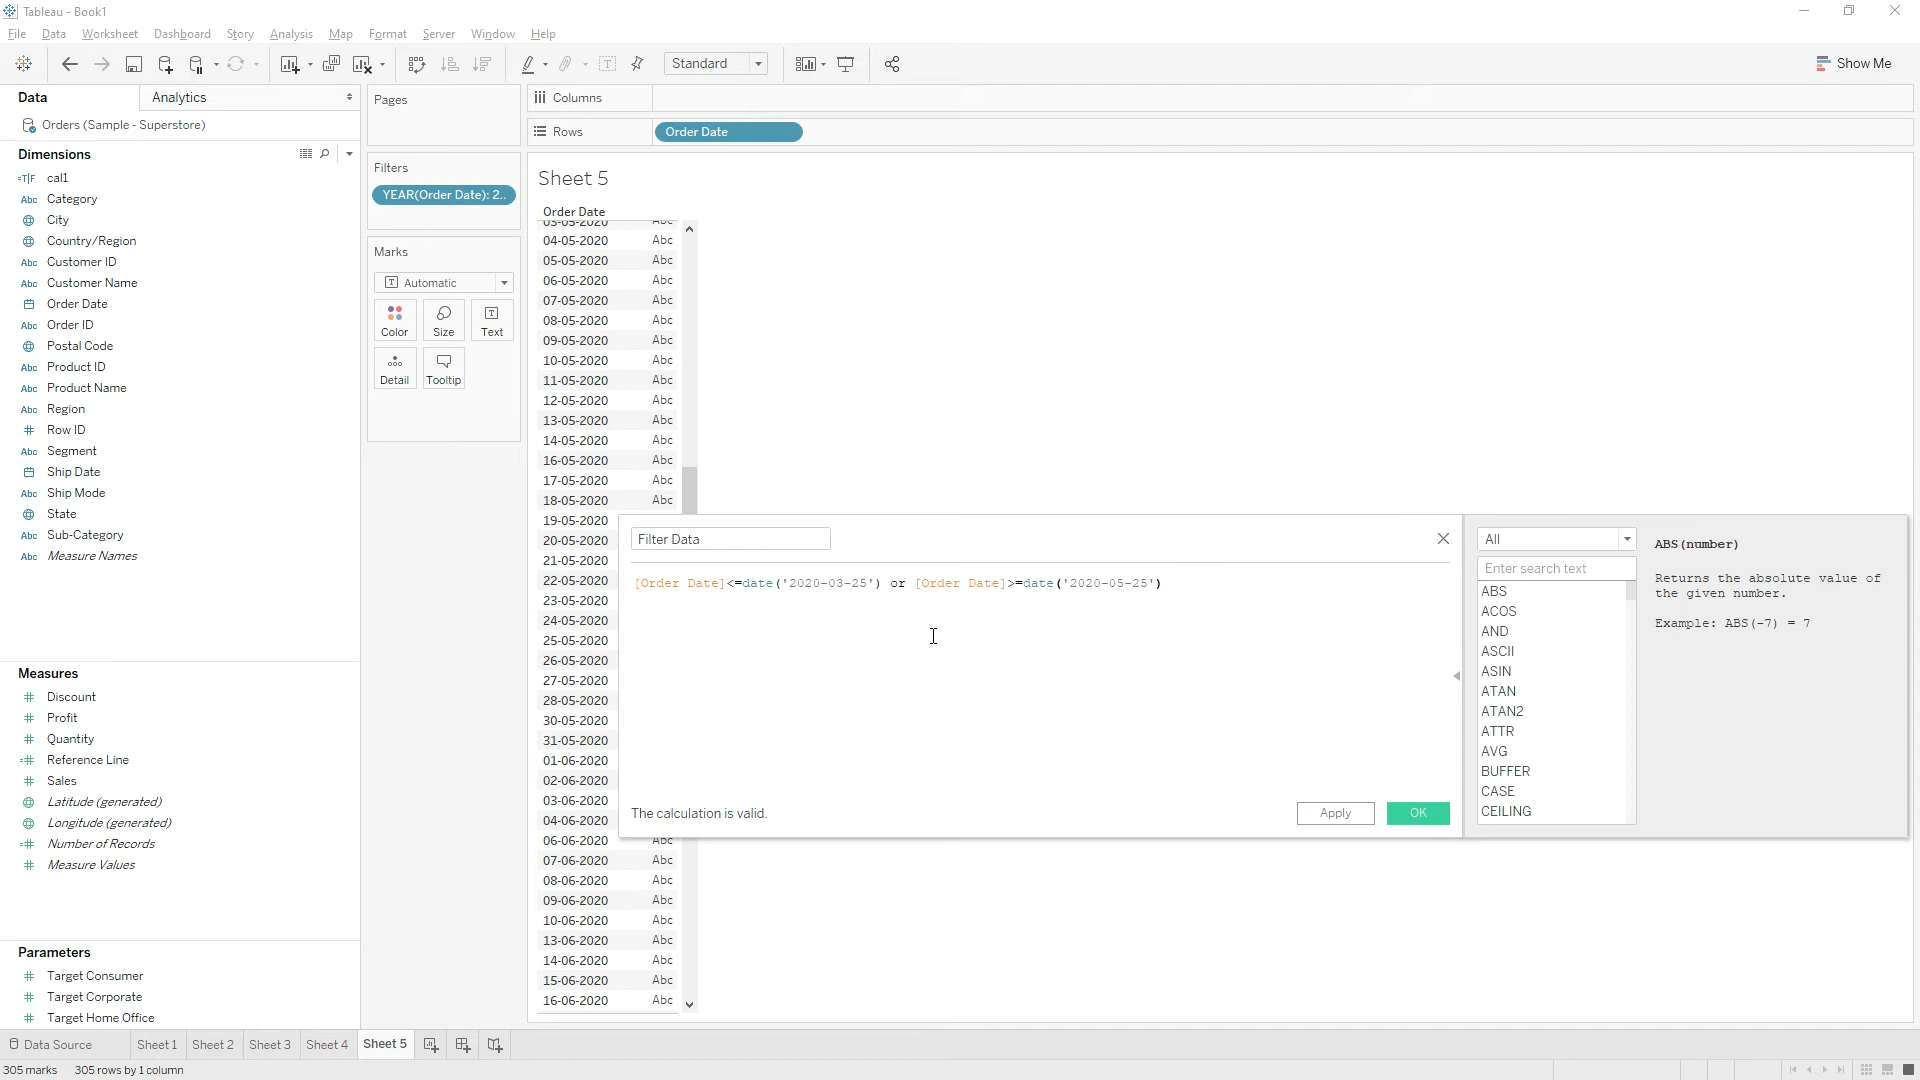 Tableau - Book1
File Data Worksheet Dashboard Story Analysis Map Format Server Window Help
Standard
Show Me
Data
Analytics
Orders (Sample - Superstore)
Dimensions
=T|F cal1
Abc Category
City
Country/Region
Abc Customer ID
Abc Customer Name
Order Date
Abc Order ID
Postal Code
Abc Product ID
Abc Product Name
Abc Region
# Row ID
Abc Segment
Ship Date
Abc Ship Mode
State
Abc Sub-Category
Abc Measure Names
Measures
# Discount
# Profit
# Quantity
=# Reference Line
# Sales
Latitude (generated)
Longitude (generated)
=# Number of Records
# Measure Values
Parameters
# Target Consumer
# Target Corporate
# Target Home Office
Pages
Filters
YEAR(Order Date): 2..
Marks
Automatic
Color
Size
Text
Detail
Tooltip
Columns
Rows
Order Date
Sheet 5
Order Date
03-05-2020 Abc
04-05-2020 Abc
05-05-2020 Abc
06-05-2020 Abc
07-05-2020 Abc
08-05-2020 Abc
09-05-2020 Abc
10-05-2020 Abc
11-05-2020 Abc
12-05-2020 Abc
13-05-2020 Abc
14-05-2020 Abc
16-05-2020 Abc
17-05-2020 Abc
18-05-2020 Abc
19-05-2020
20-05-2020
21-05-2020
22-05-2020
23-05-2020
24-05-2020
25-05-2020
26-05-2020
27-05-2020
28-05-2020
30-05-2020
31-05-2020
01-06-2020
02-06-2020
03-06-2020
04-06-2020
06-06-2020 Abc
07-06-2020 Abc
08-06-2020 Abc
09-06-2020 Abc
10-06-2020 Abc
13-06-2020 Abc
14-06-2020 Abc
15-06-2020 Abc
16-06-2020 Abc
Filter Data
[Order Date]<=date('2020-03-25') or [Order Date]>=date('2020-05-25')
The calculation is valid.
Apply
OK
All
Enter search text
ABS
ACOS
AND
ASCII
ASIN
ATAN
ATAN2
ATTR
AVG
BUFFER
CASE
CEILING
ABS(number)
Returns the absolute value of
the given number.
Example: ABS(-7) = 7
Data Source
Sheet 1
Sheet 2
Sheet 3
Sheet 4
Sheet 5
305 marks
305 rows by 1 column